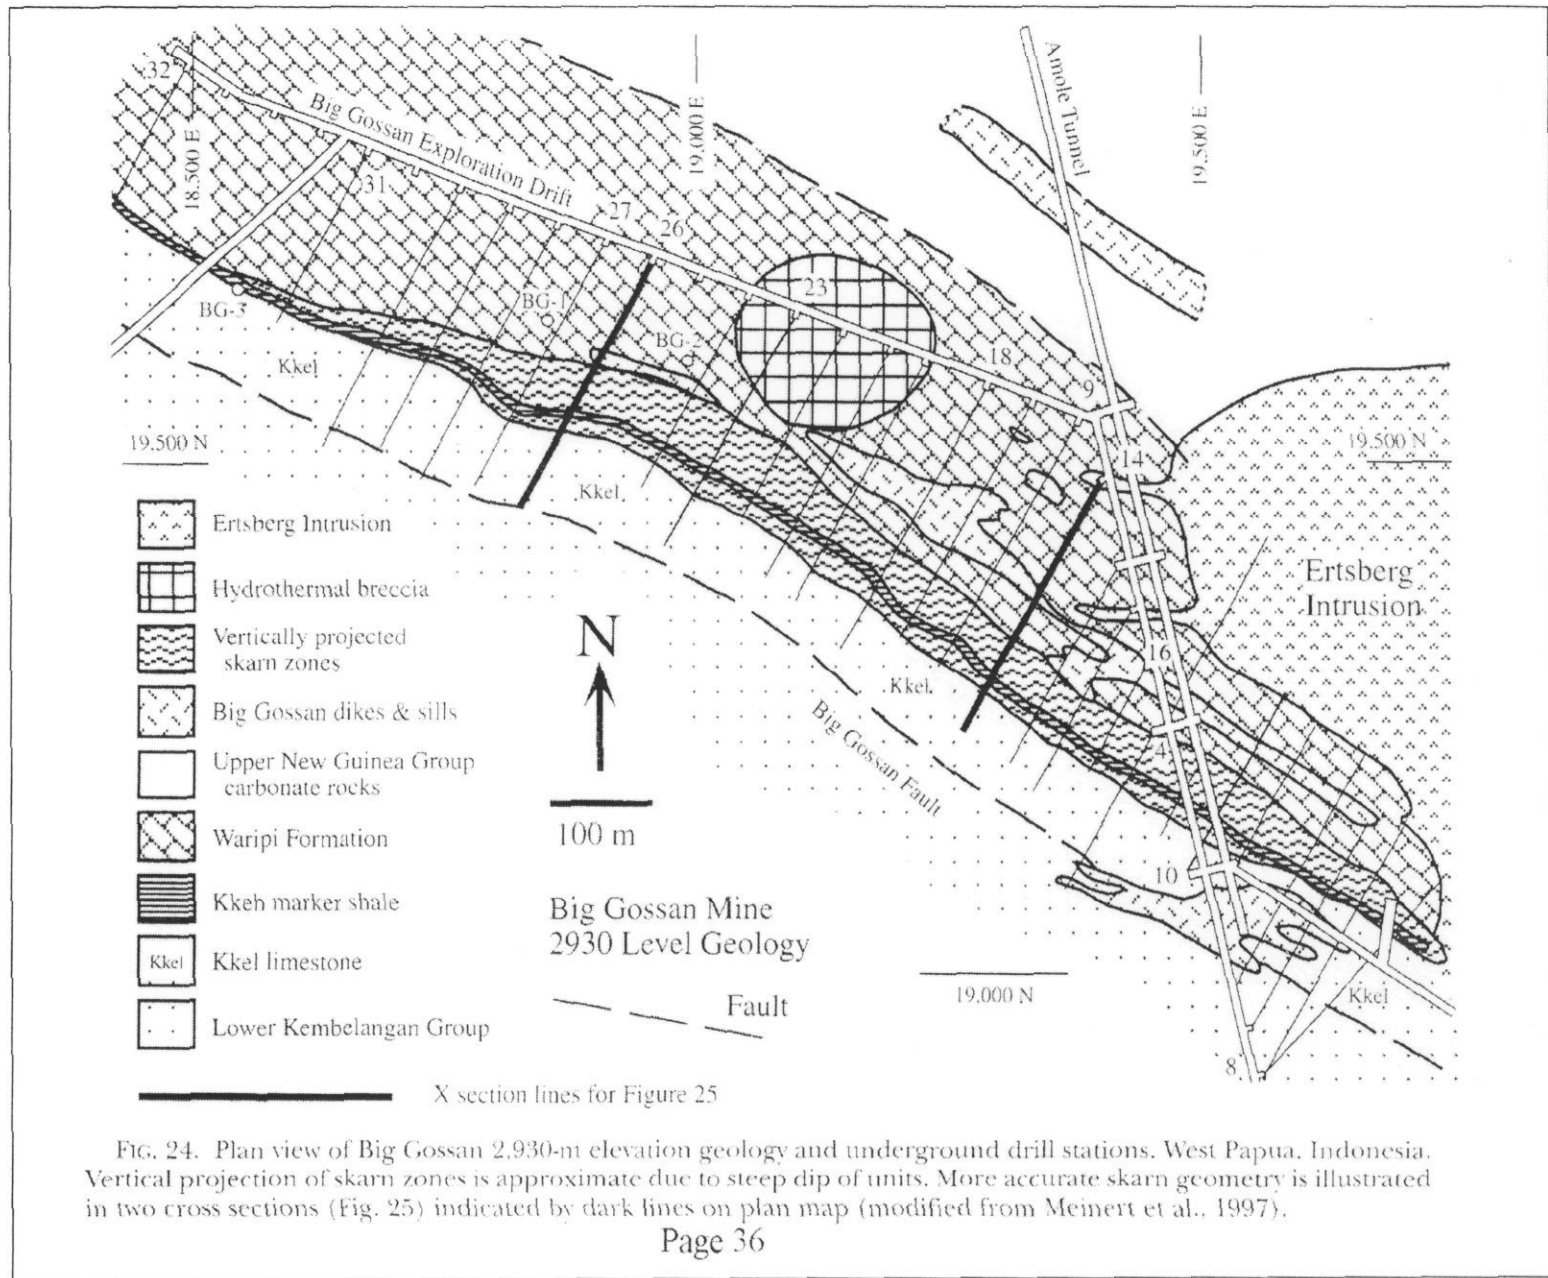 32
18.500 E
Big Gossan Exploration Drift
31
27
26
19.000 E
Amole Tunnel
19.500 E
23
BG-3
BG-1
BG-2
18
9
14
Kkel
19.500 N
19.500 N
Kkel
Ertsberg
Intrusion
16
Kkel
4
Big Gossan Fault
10
Kkel
8
19.000 N
Ertsberg Intrusion
Hydrothermal breccia
Vertically projected
skarn zones
Big Gossan dikes & sills
Upper New Guinea Group
carbonate rocks
Waripi Formation
Kkeh marker shale
Kkel
Kkel limestone
Lower Kembelangan Group
N
100 m
Big Gossan Mine
2930 Level Geology
Fault
X section lines for Figure 25
FIG. 24. Plan view of Big Gossan 2,930-m elevation geology and underground drill stations. West Papua, Indonesia.
Vertical projection of skarn zones is approximate due to steep dip of units. More accurate skarn geometry is illustrated
in two cross sections (Fig. 25) indicated by dark lines on plan map (modified from Meinert et al., 1997).
Page 36